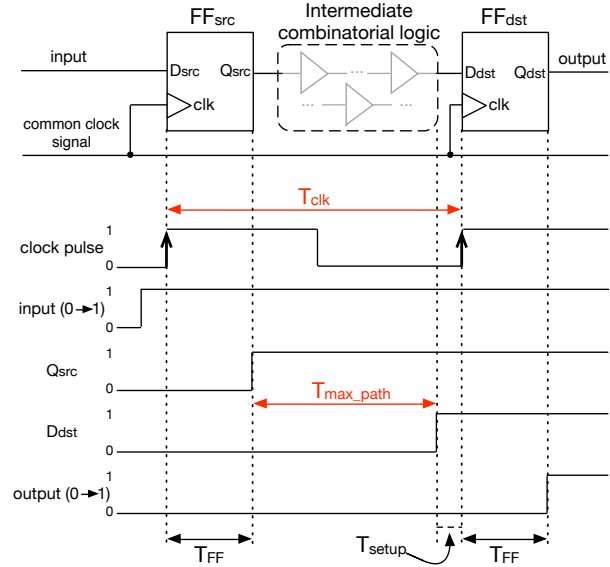 FFsrc
Intermediate
combinatorial logic
FFdst
input
output
Dsrc
Qsrc
... 
Ddst
Qdst
clk
... ...
clk
common clock
signal
Tclk
1
clock pulse
0
1
input (0→1)
0
1
Qsrc
Tmax_path
0
1
Ddst
0
1
output (0→1)
0
TFF
Tsetup
TFF